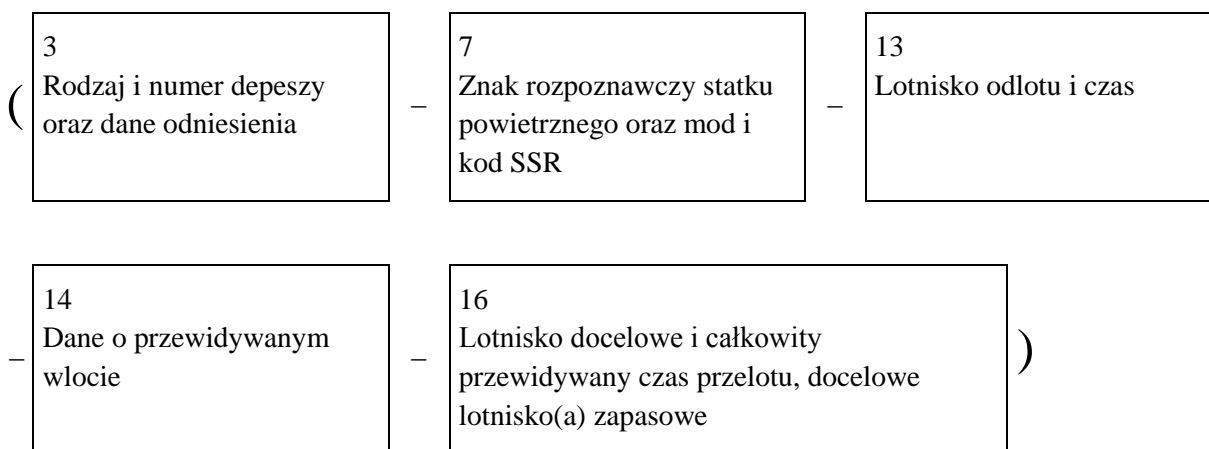 3
Rodzaj i numer depeszy
oraz dane odniesienia
(
–
7
Znak rozpoznawczy statku
powietrznego oraz mod i
kod SSR
–
13
Lotnisko odlotu i czas
–
14
Dane o przewidywanym
wlocie
–
16
Lotnisko docelowe i całkowity
przewidywany czas przelotu, docelowe
lotnisko(a) zapasowe
)